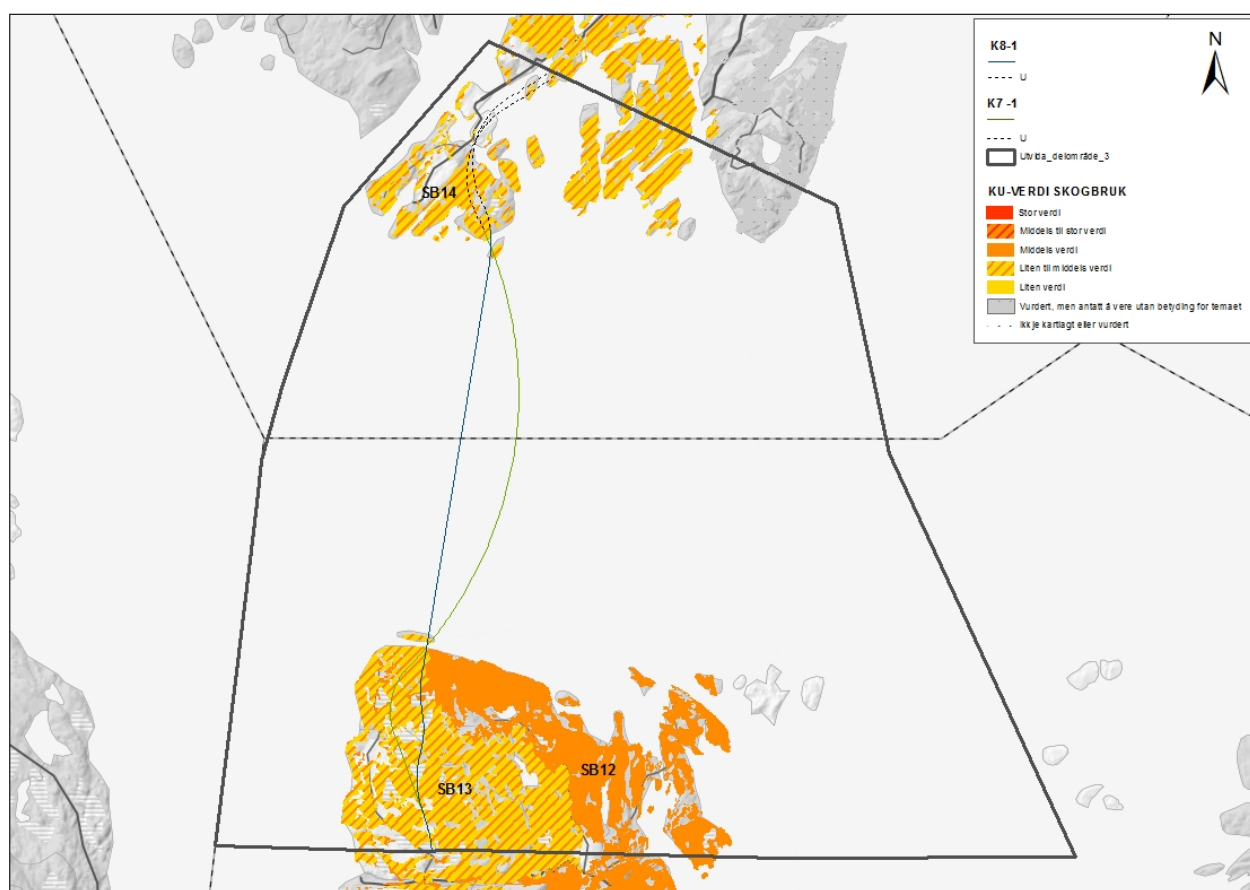 N
K8-1
U
K7 -1
U
Utvida_delområde_3
KU-VERDI SKOGBRUK
Stor verdi
Middels til stor verdi
Middels verdi
Liten til middels verdi
Liten verdi
Vurdert, men antatt å vere utan betyding for temaet
Ikkje kartlagt eller vurdert
SB14
SB12
SB13